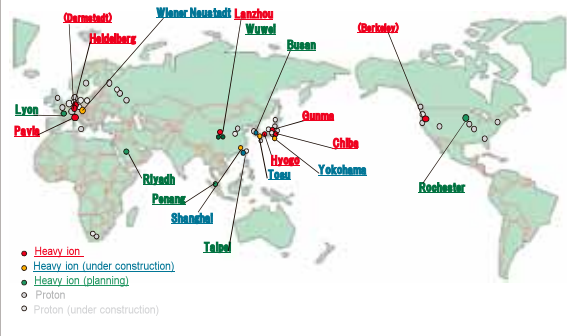 (Darmstadt)
Wiener Neustadt
Lanzhou
Heidelberg
Wuwei
Busan
(Berkeley)
Lyon
Pavia
Gunma
Chiba
Hyogo
Tosu
Yokohama
Riyadh
Penang
Rochester
Shanghai
Taipei
Heavy ion
Heavy ion (under construction)
Heavy ion (planning)
Proton
Proton (under construction)